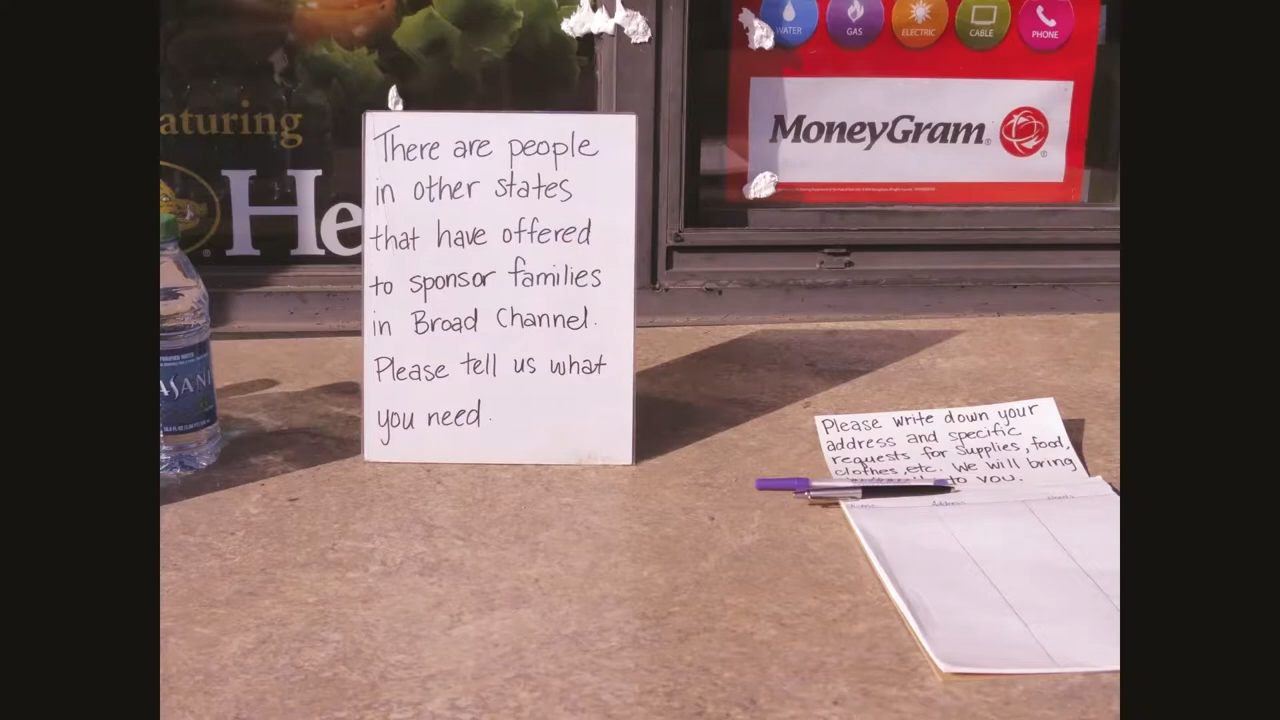 WATER
GAS
ELECTRIC
CABLE
PHONE
MoneyGram®
aturing
He
There are people
in other states
that have offered
to sponsor families
in Broad Channel.
Please tell us what
you need.
ASANI
Please write down your
address and specific
requests for supplies, food,
clothes, etc. We will bring
to you.
Address